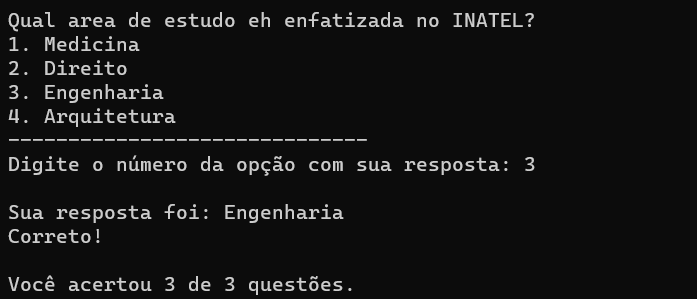 Qual area de estudo eh enfatizada no INATEL?
1. Medicina
2. Direito
3. Engenharia
4. Arquitetura
------------------------------
Digite o número da opção com sua resposta: 3
Sua resposta foi: Engenharia
Correto!
Você acertou 3 de 3 questões.